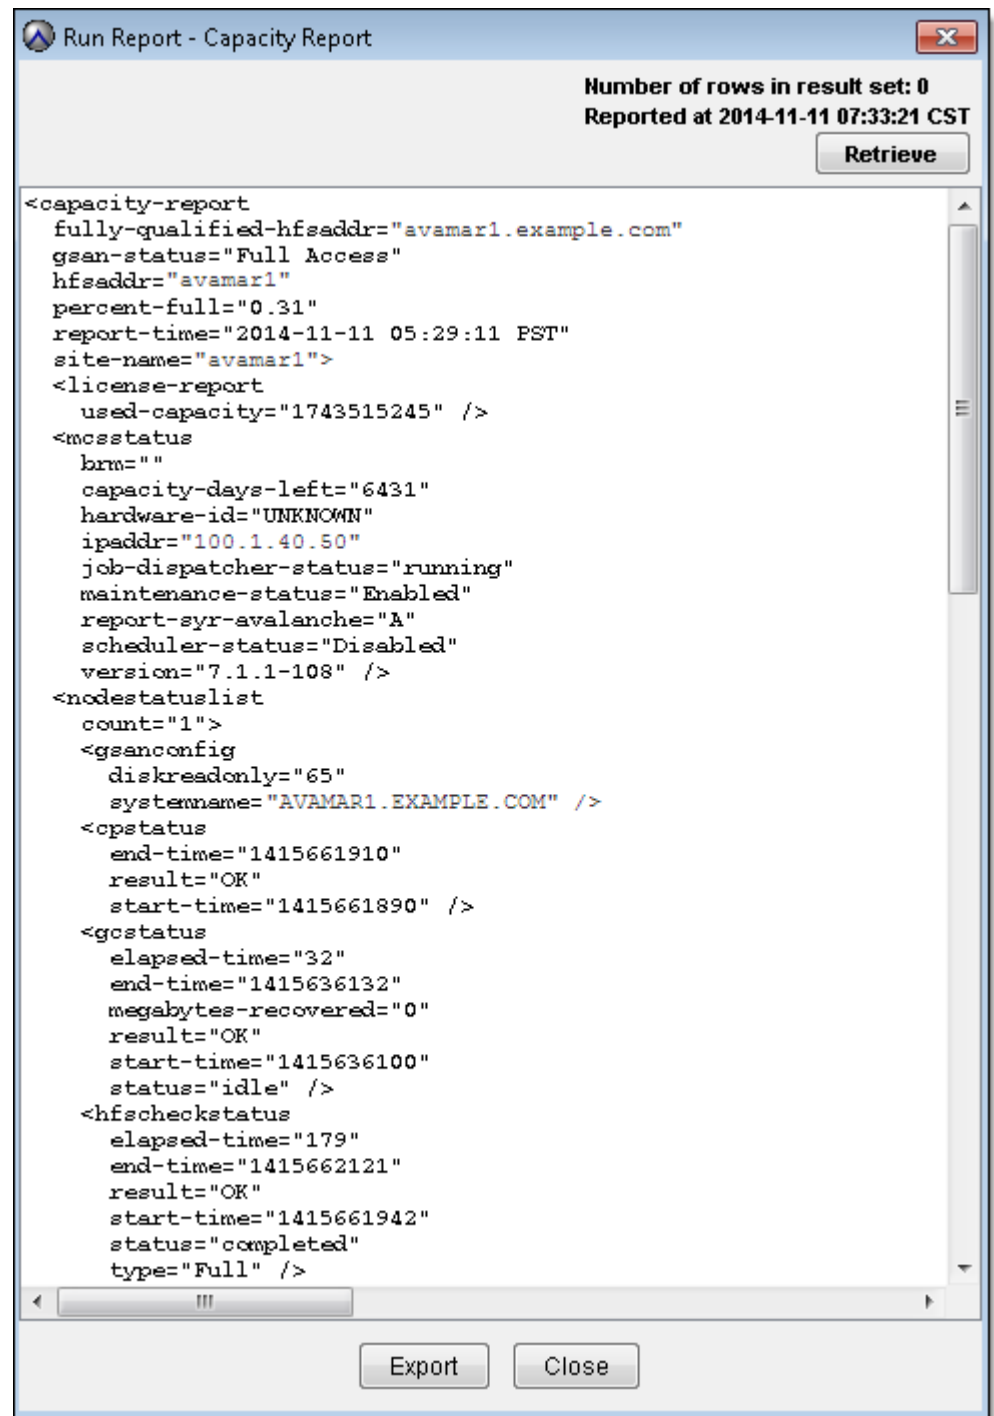 Run Report - Capacity Report
Number of rows in result set: 0
Reported at 2014-11-11 07:33:21 CST
Retrieve
<capacity-report
fully-qualified-hfsaddr="avamar1.example.com"
gsan-status="Full Access"
hfsaddr="avamar1"
percent-full="0.31"
report-time="2014-11-11 05:29:11 PST"
site-name="avamar1">
<license-report
used-capacity="1743515245" />
<mcsstatus
brm=""
capacity-days-left="6431"
hardware-id="UNKNOWN"
ipaddr="100.1.40.50"
job-dispatcher-status="running"
maintenance-status="Enabled"
report-syr-avalanche="A"
scheduler-status="Disabled"
version="7.1.1-108" />
<nodestatuslist
count="1">
<gsanconfig
diskreadonly="65"
systemname="AVAMAR1.EXAMPLE.COM" />
<cpstatus
end-time="1415661910"
result="OK"
start-time="1415661890" />
<gcstatus
elapsed-time="32"
end-time="1415636132"
megabytes-recovered="0"
result="OK"
start-time="1415636100"
status="idle" />
<hfscheckstatus
elapsed-time="179"
end-time="1415662121"
result="OK"
start-time="1415661942"
status="completed"
type="Full" />
Export Close